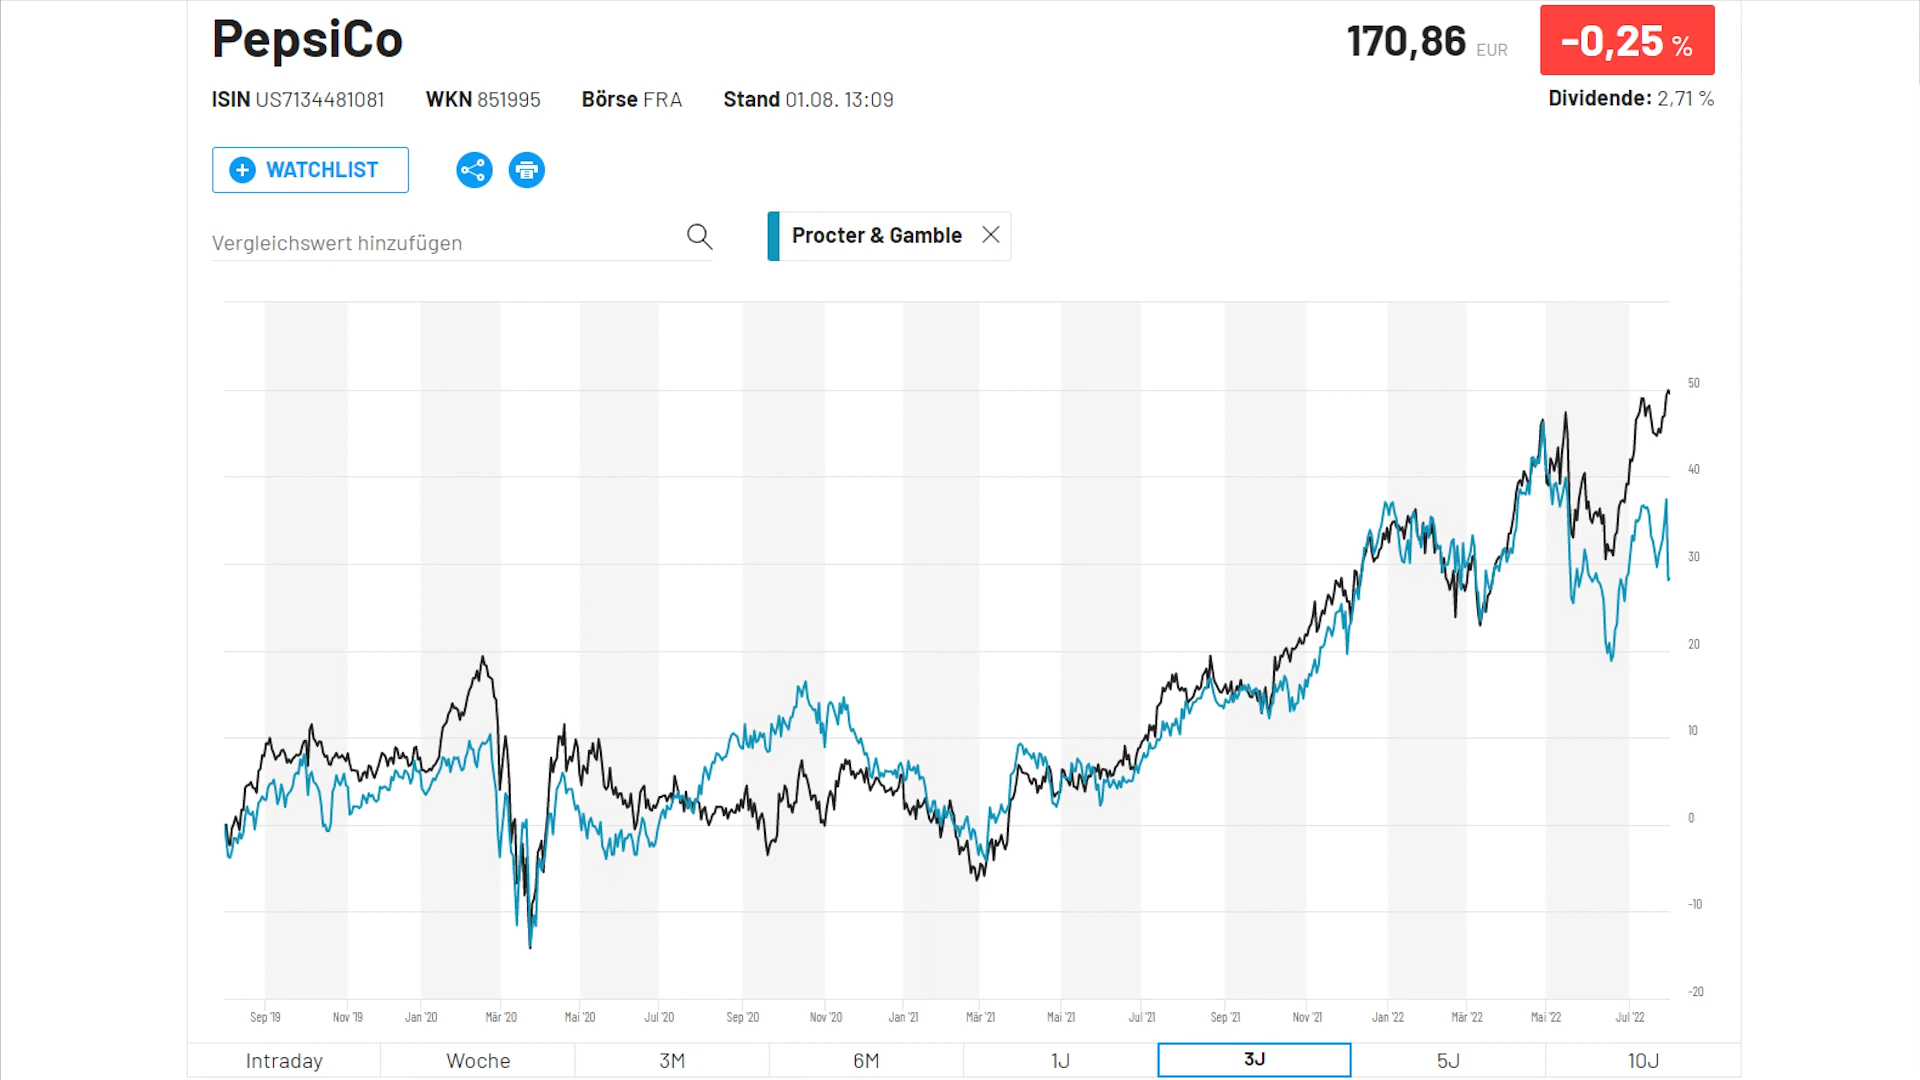 PepsiCo
170,86 EUR
-0,25 %
ISIN US7134481081 WKN 851995 Börse FRA Stand 01.08. 13:09
Dividende: 2,71 %
WATCHLIST
Vergleichswert hinzufügen
Procter & Gamble
50
40
30
20
10
0
-10
-20
Sep '19 Nov '19 Jan '20 Mär '20 Mai '20 Jul '20 Sep '20 Nov '20 Jan '21 Mär '21 Mai '21 Jul '21 Sep '21 Nov '21 Jan '22 Mär '22 Mai '22 Jul '22
Intraday Woche 3M 6M 1J 3J 5J 10J